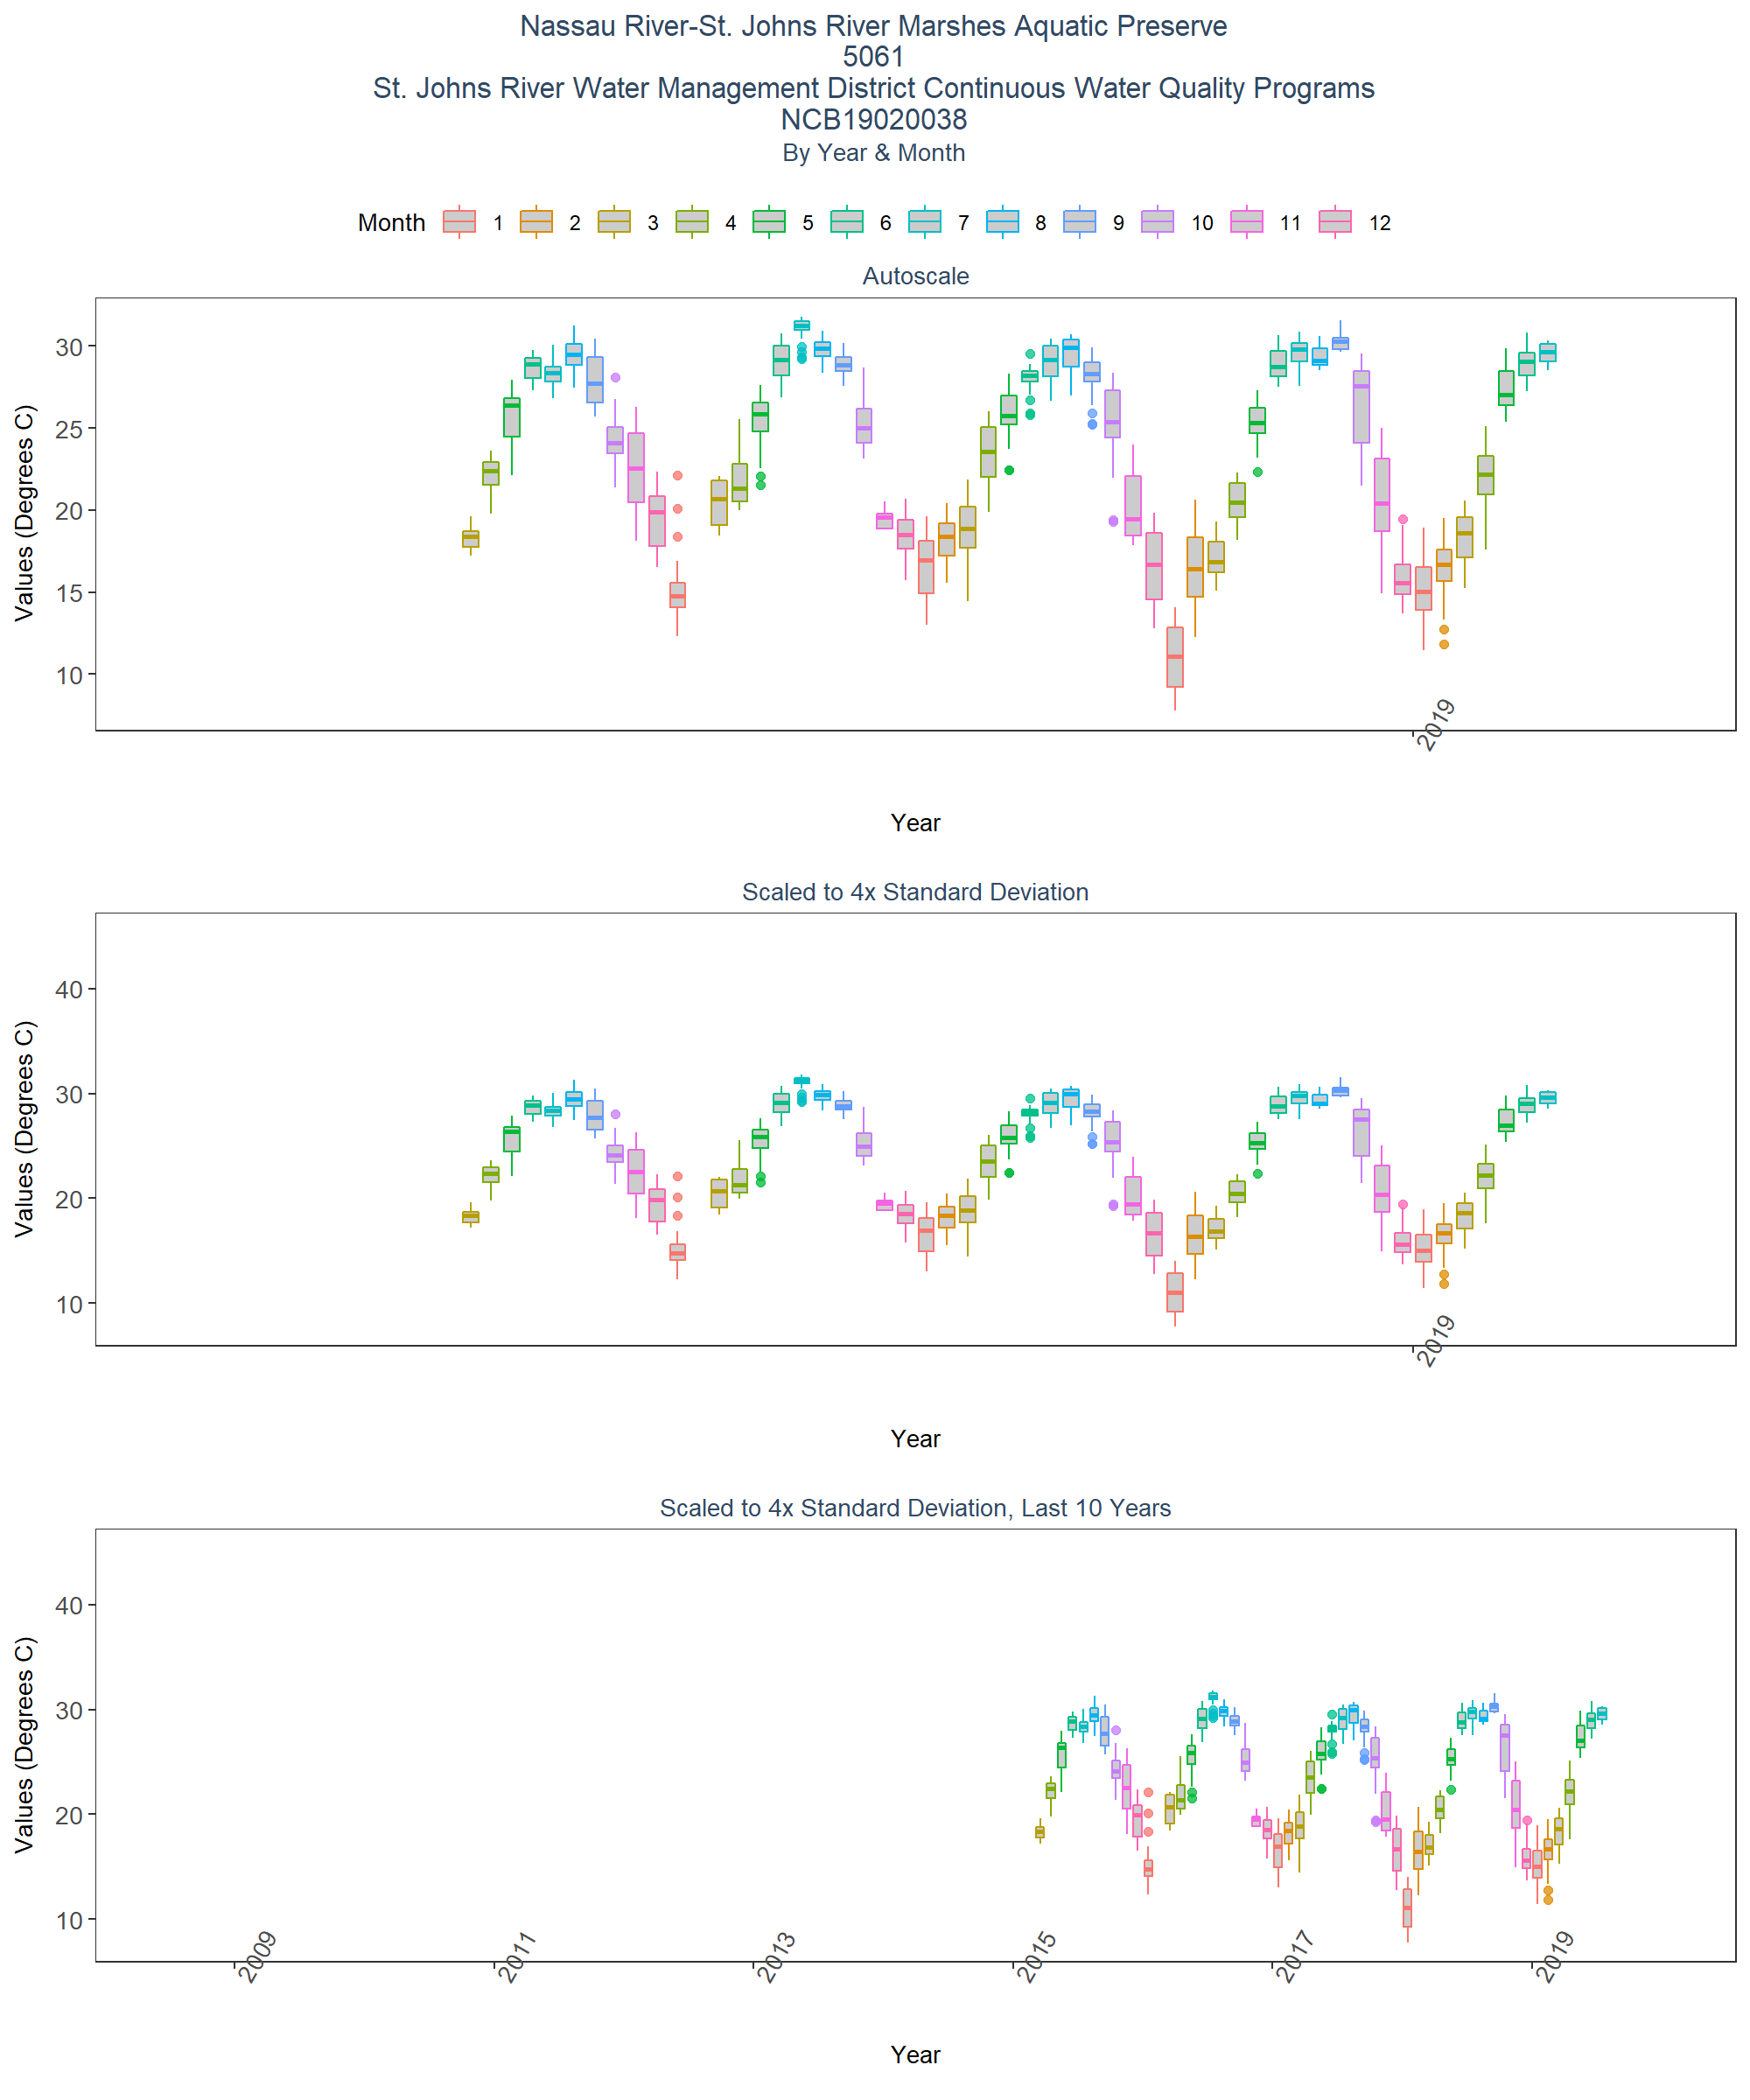 Nassau River-St. Johns River Marshes Aquatic Preserve
5061
St. Johns River Water Management District Continuous Water Quality Programs
NCB19020038
By Year & Month
Month 1 2 3 4 5 6 7 8 9 10 11 12
Autoscale
Values (Degrees C)
30
25
20
15
10
2019
Year
Scaled to 4x Standard Deviation
Values (Degrees C)
40
30
20
10
2019
Year
Scaled to 4x Standard Deviation, Last 10 Years
Values (Degrees C)
40
30
20
10
2009 2011 2013 2015 2017 2019
Year